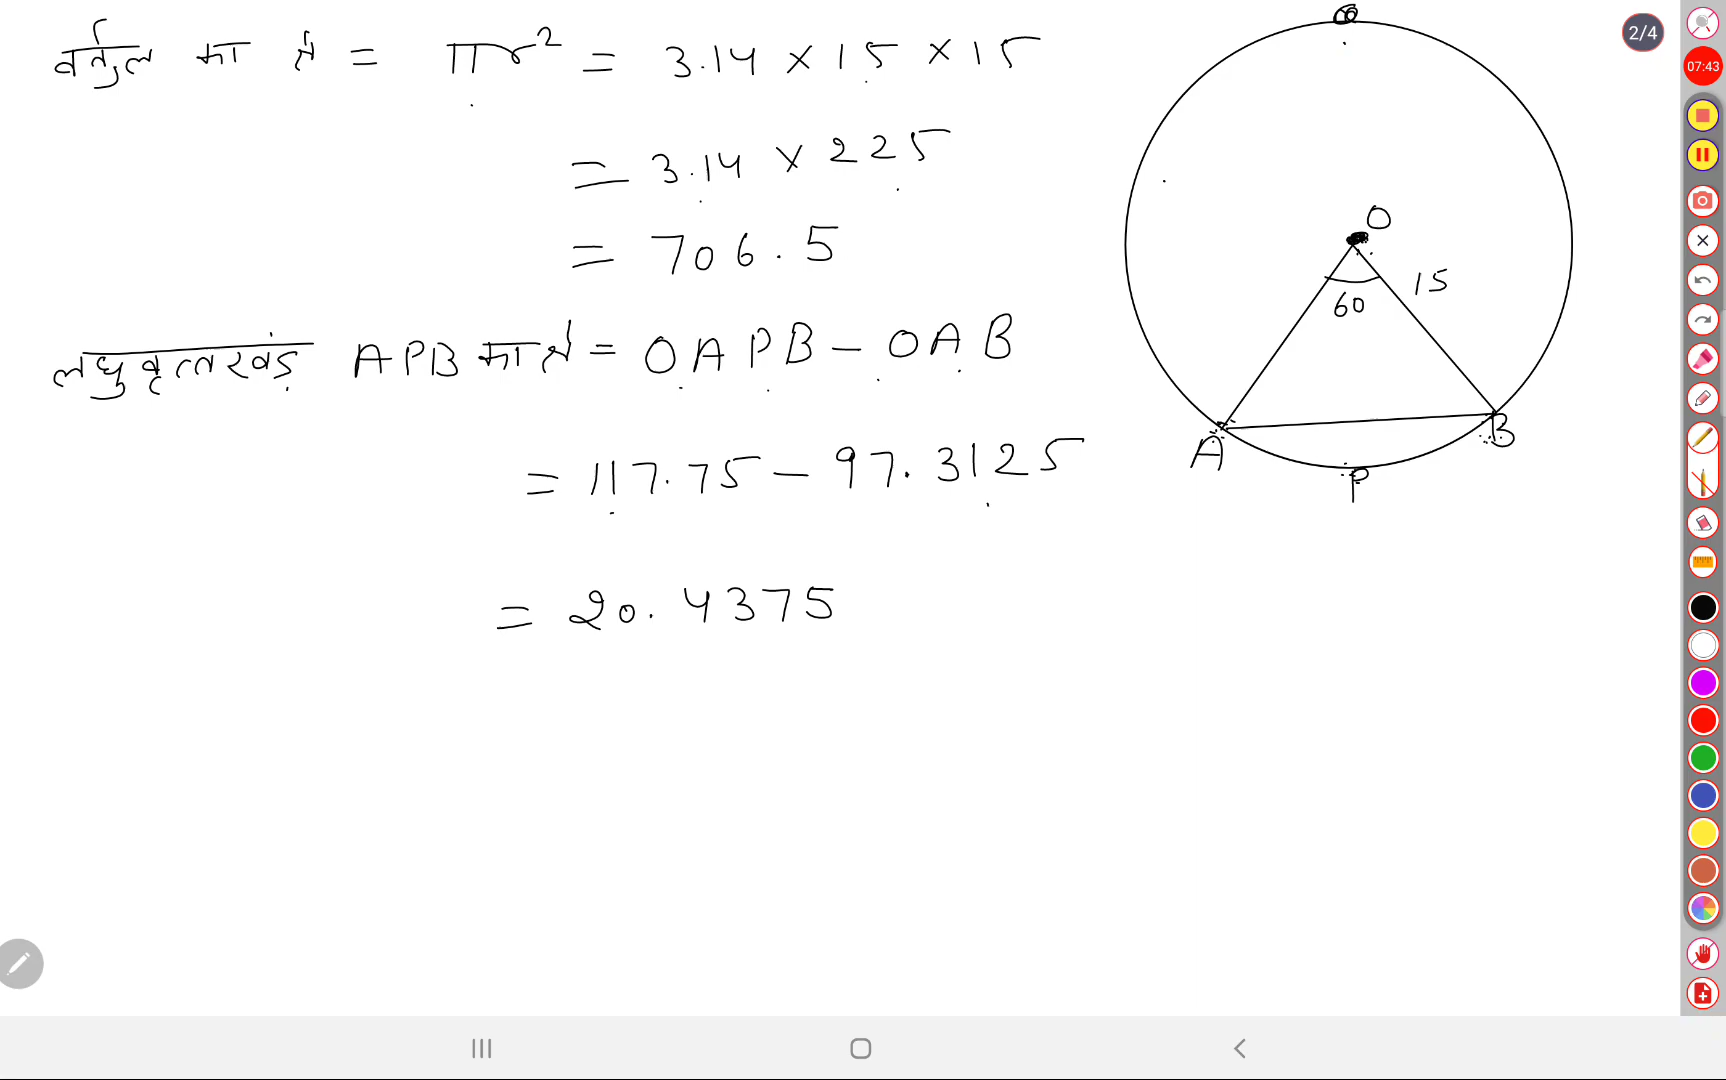 वर्तुळ का क्षे = πr² = 3.14 × 15 × 15
= 3.14 × 225
= 706.5
लघुवृत्तखंड APB का क्षे = OAPB - OAB
= 117.75 - 97.3125
= 20.4375
O
60
15
A
B
P
2/4
07:43